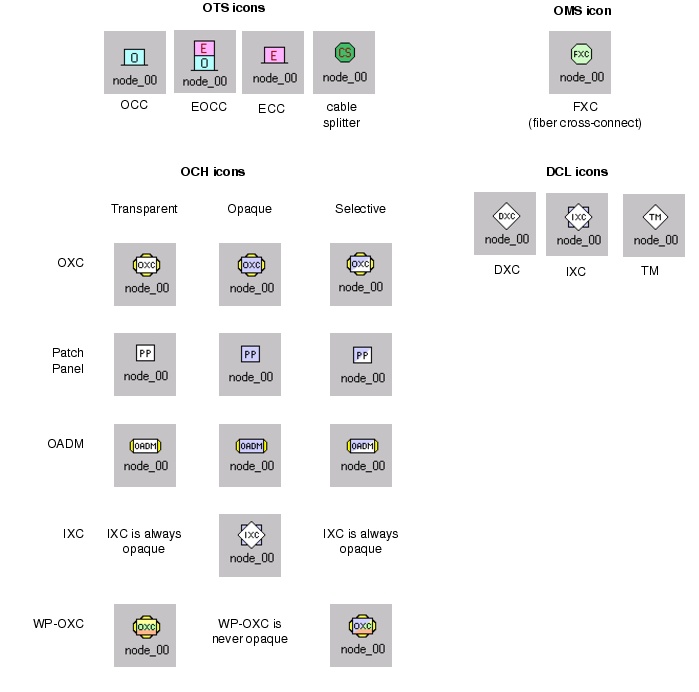 OTS icons
OMS icon
O
E
O
E
CS
FXC
node_00
node_00
node_00
node_00
node_00
OCC
EOCC
ECC
cable
splitter
FXC
(fiber cross-connect)
OCH icons
DCL icons
Transparent
Opaque
Selective
DXC
IXC
TM
node_00
node_00
node_00
DXC
IXC
TM
OXC
OXC
OXC
OXC
node_00
node_00
node_00
Patch
Panel
PP
PP
PP
node_00
node_00
node_00
OADM
OADM
OADM
OADM
node_00
node_00
node_00
IXC
IXC is always
opaque
IXC
node_00
IXC is always
opaque
WP-OXC
OXC
node_00
WP-OXC is
never opaque
OXC
node_00